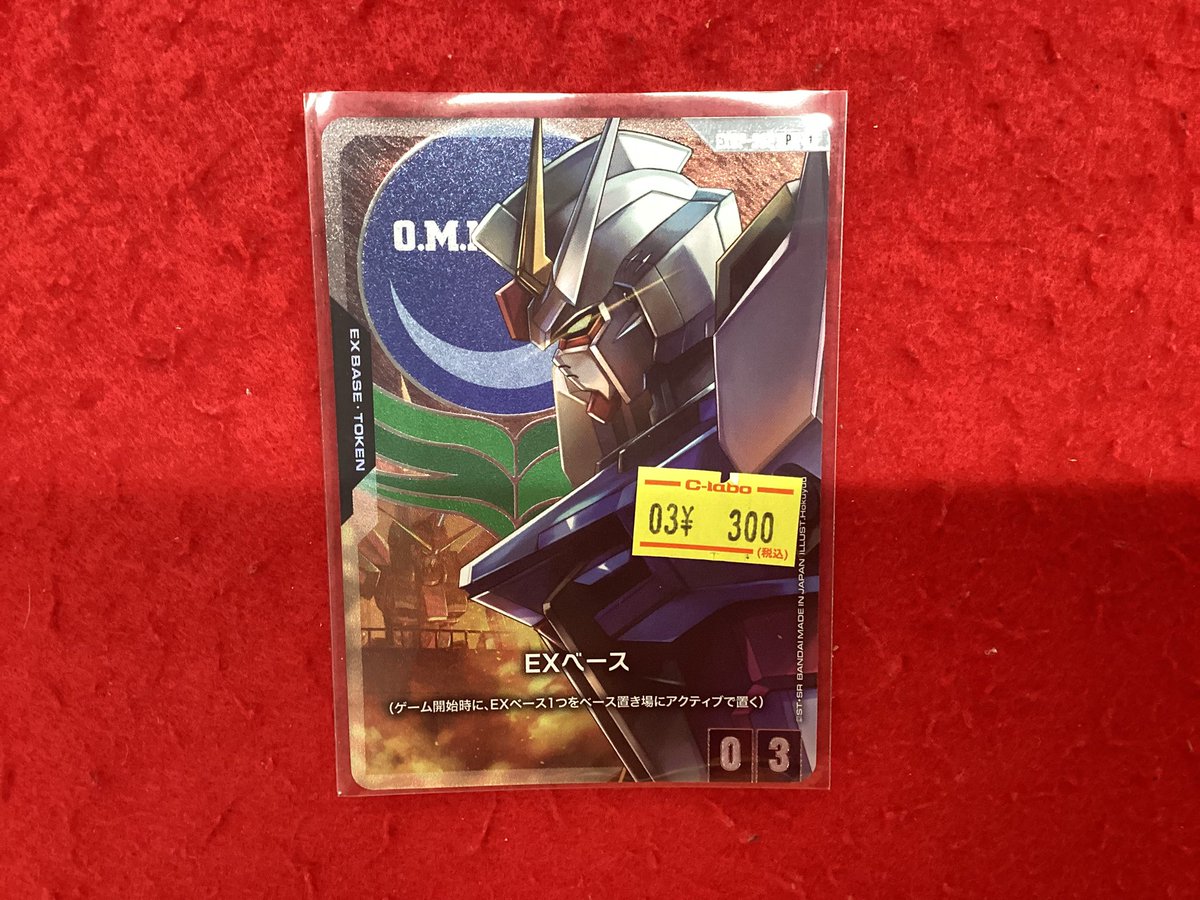 P
O.M.
EX BASE・TOKEN
C-labo
03¥ 300
(税込)
©ST・SR BANDAI MADE IN JAPAN ILLUST.Hokuyuu
EXベース
(ゲーム開始時に、EXベース1つをベース置き場にアクティブで置く)
0 3